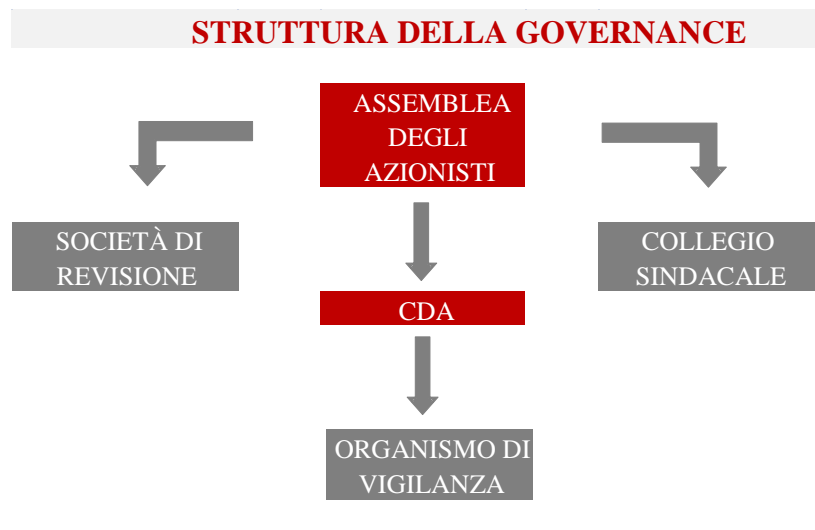 STRUTTURA DELLA GOVERNANCE
ASSEMBLEA
DEGLI
AZIONISTI
SOCIETÀ DI
REVISIONE
COLLEGIO
SINDACALE
CDA
ORGANISMO DI
VIGILANZA